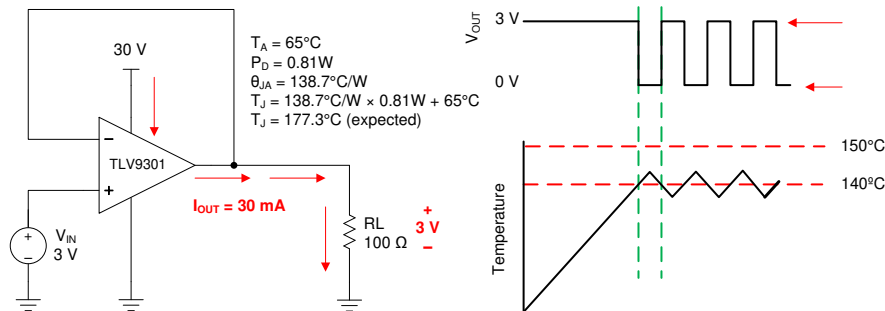 30 V
T_A = 65°C
P_D = 0.81W
θ_JA = 138.7°C/W
T_J = 138.7°C/W × 0.81W + 65°C
T_J = 177.3°C (expected)
–
TLV9301
+
I_OUT = 30 mA
+
–
V_IN
3 V
RL
100 Ω
+
3 V
–
V_OUT
3 V
0 V
Temperature
150°C
140ºC